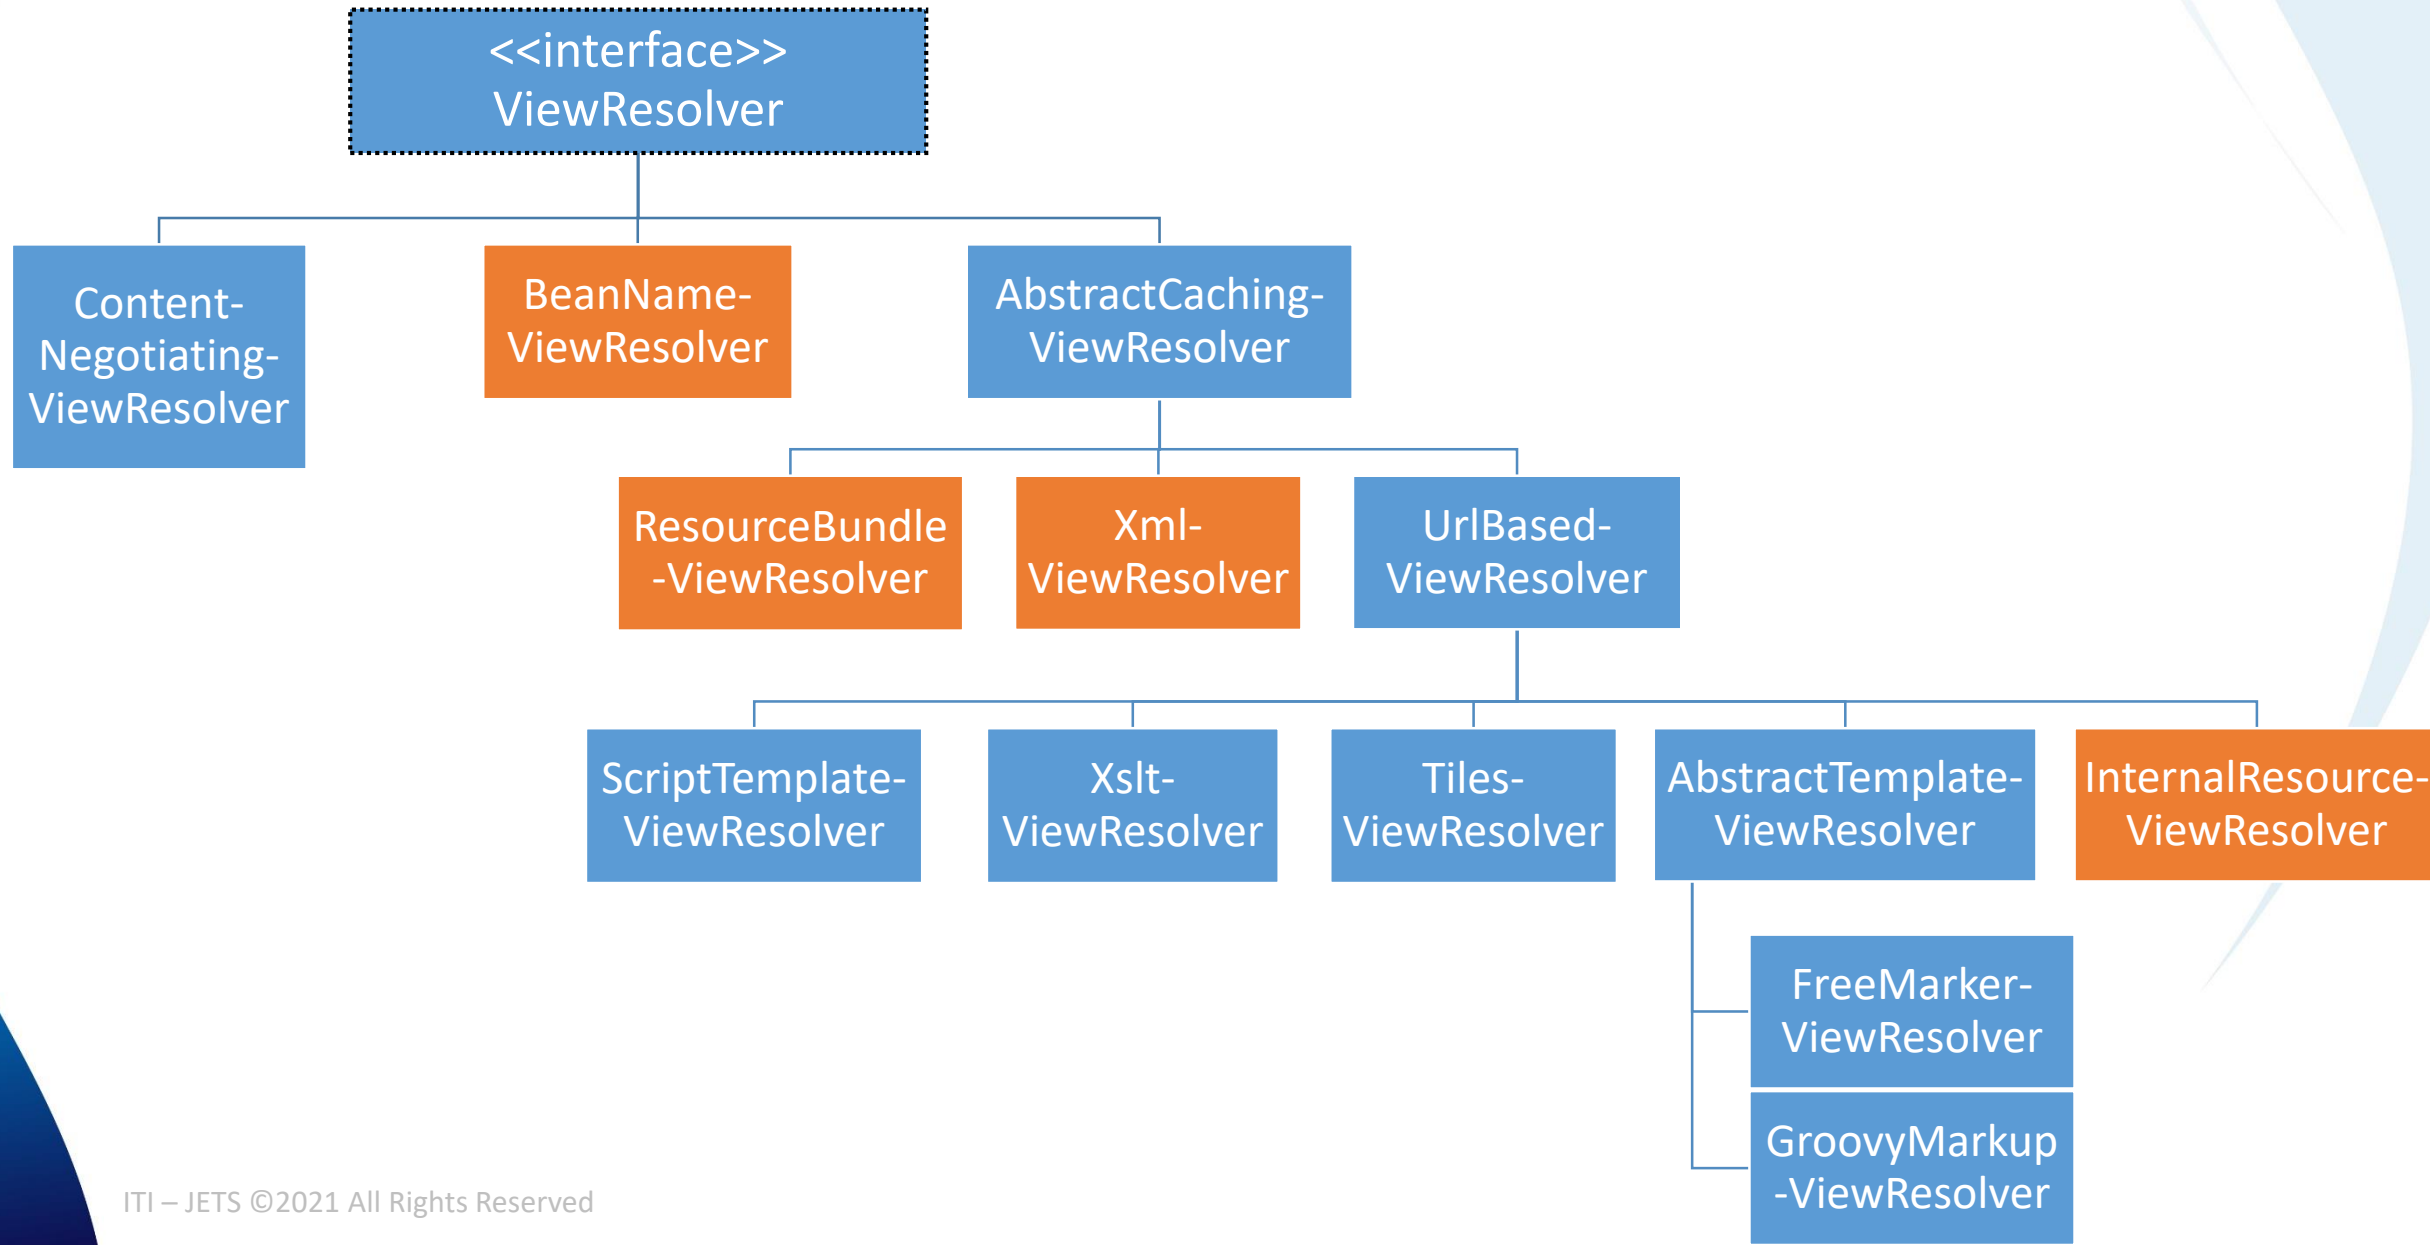 <<interface>>
ViewResolver
Content-
Negotiating-
ViewResolver
BeanName-
ViewResolver
AbstractCaching-
ViewResolver
ResourceBundle
-ViewResolver
Xml-
ViewResolver
UrlBased-
ViewResolver
ScriptTemplate-
ViewResolver
Xslt-
ViewResolver
Tiles-
ViewResolver
AbstractTemplate-
ViewResolver
InternalResource-
ViewResolver
FreeMarker-
ViewResolver
GroovyMarkup
-ViewResolver
ITI – JETS ©2021 All Rights Reserved